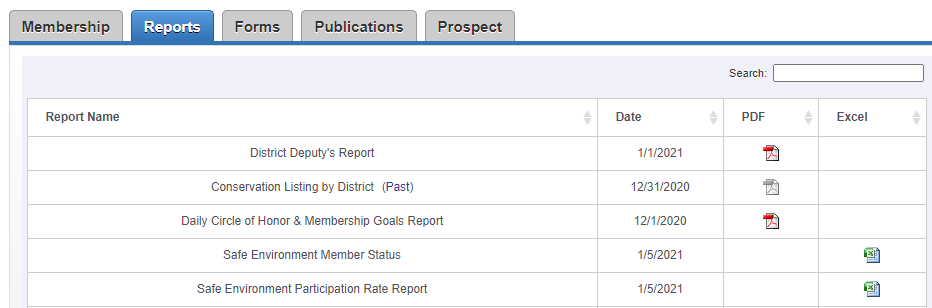 Membership Reports Forms Publications Prospect
Search:
Report Name Date PDF Excel
District Deputy's Report 1/1/2021
Conservation Listing by District (Past) 12/31/2020
Daily Circle of Honor & Membership Goals Report 12/1/2020
Safe Environment Member Status 1/5/2021
Safe Environment Participation Rate Report 1/5/2021